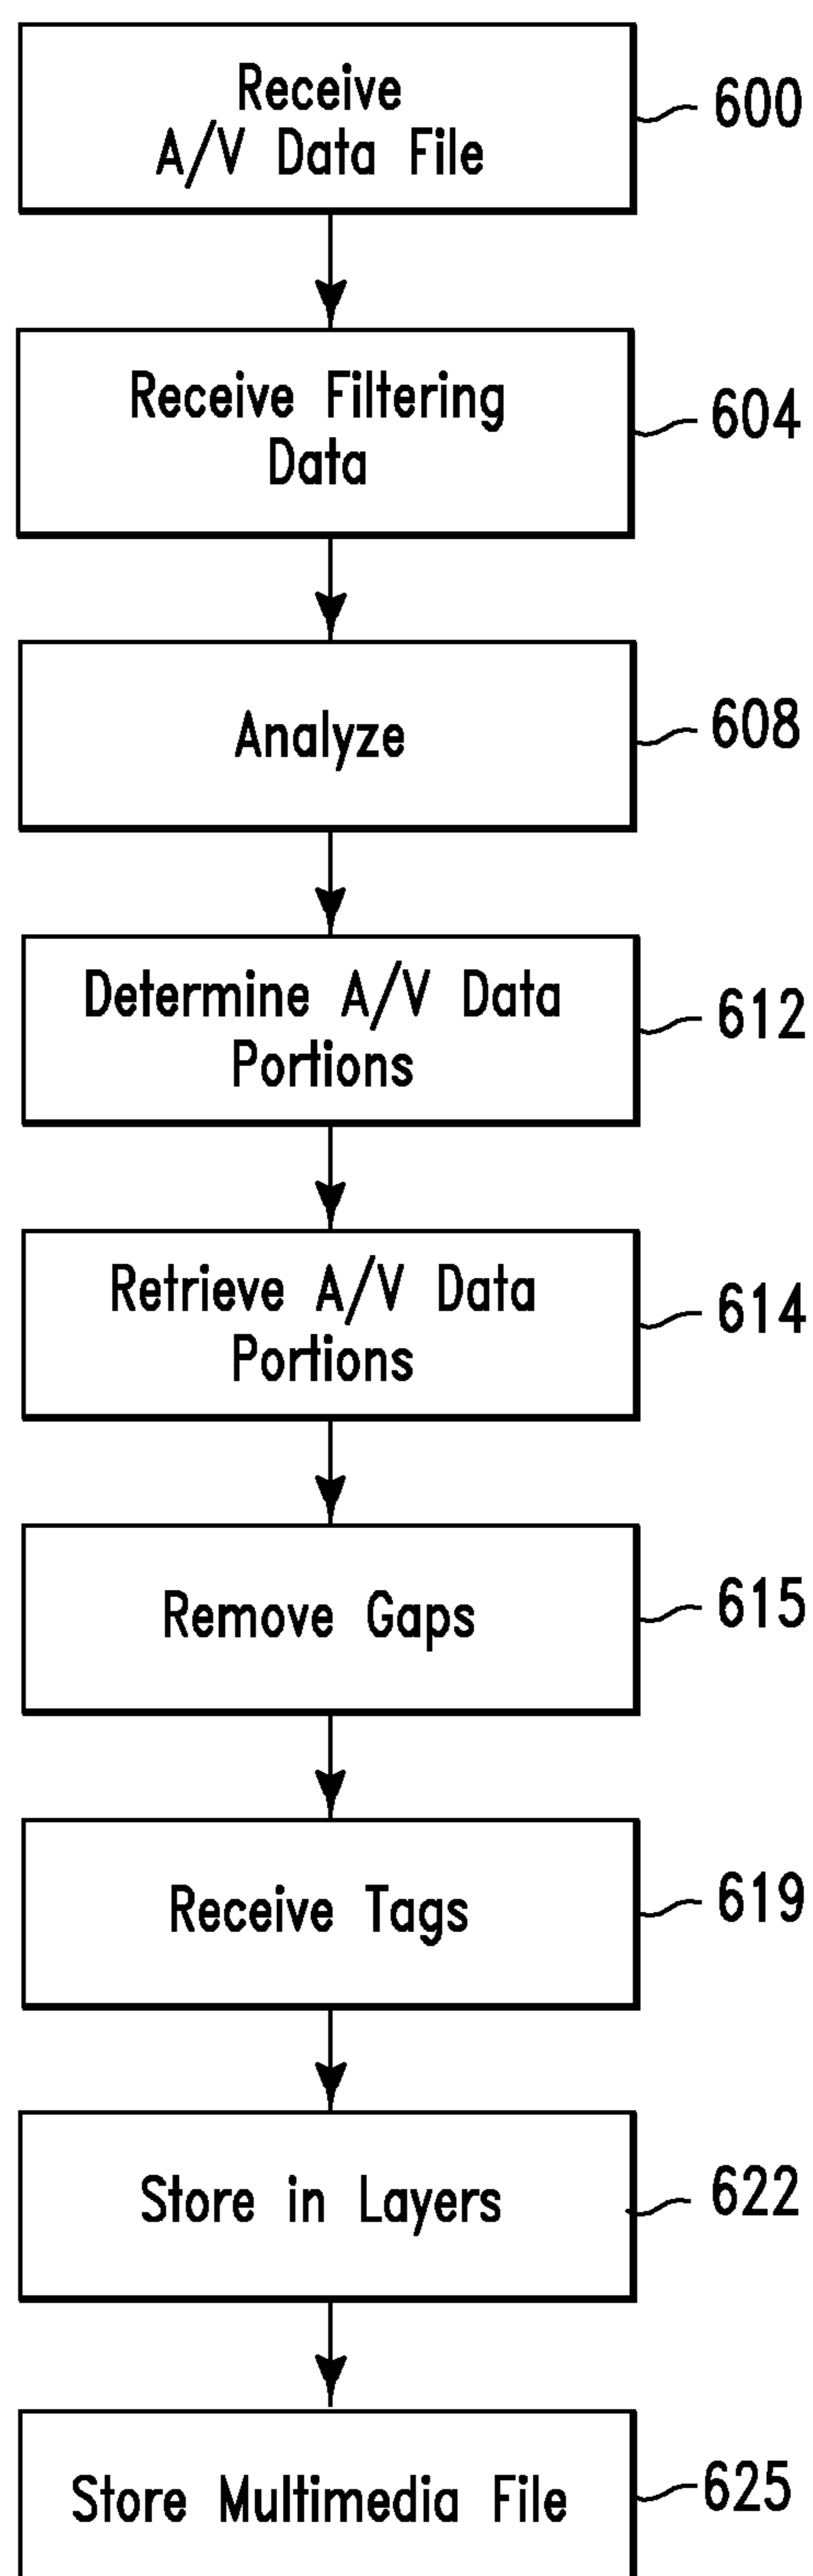 Receive
A/V Data File
600
Receive Filtering
Data
604
Analyze
608
Determine A/V Data
Portions
612
Retrieve A/V Data
Portions
614
Remove Gaps
615
Receive Tags
619
Store in Layers
622
Store Multimedia File
625